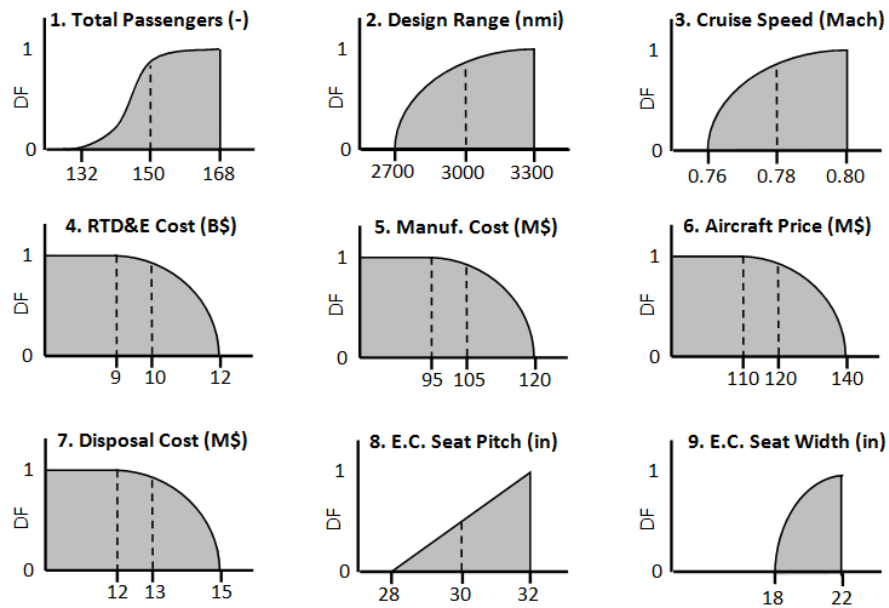 1. Total Passengers (-)
1
DF
0
132 150 168
2. Design Range (nmi)
1
DF
0
2700 3000 3300
3. Cruise Speed (Mach)
1
DF
0
0.76 0.78 0.80
4. RTD&E Cost (B$)
1
DF
0
9 10 12
5. Manuf. Cost (M$)
1
DF
0
95 105 120
6. Aircraft Price (M$)
1
DF
0
110 120 140
7. Disposal Cost (M$)
1
DF
0
12 13 15
8. E.C. Seat Pitch (in)
1
DF
0
28 30 32
9. E.C. Seat Width (in)
1
DF
0
18 22